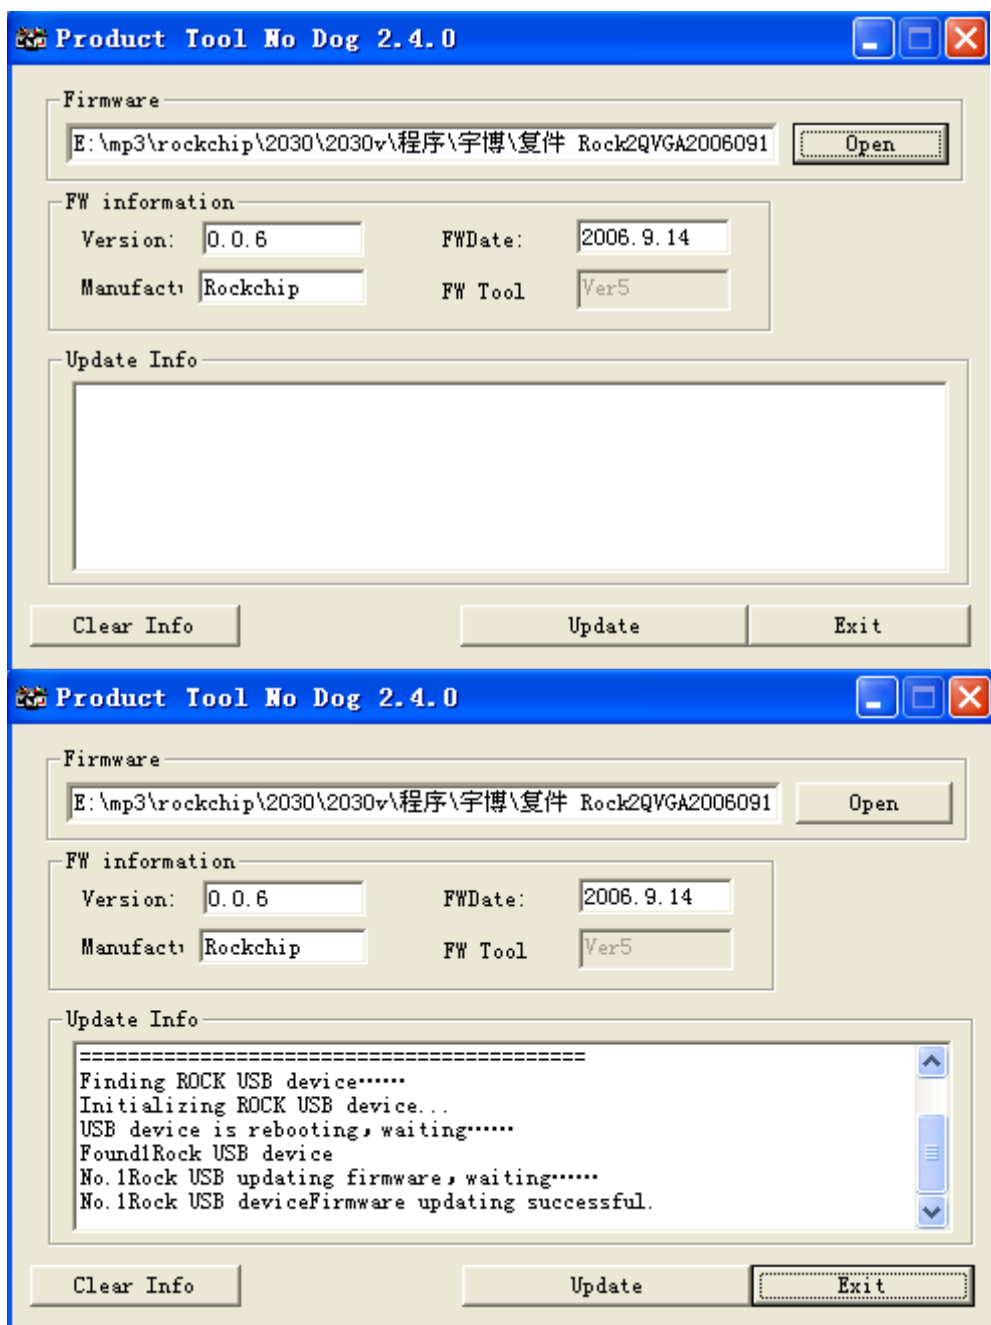 Product Tool No Dog 2.4.0
Firmware
E:\mp3\rockchip\2030\2030v\程序\宇博\复件 Rock2QVGA2006091
Open
FW information
Version: 0.0.6 FWDate: 2006.9.14
Manufact Rockchip FW Tool Ver5
Update Info
Clear Info Update Exit
Product Tool No Dog 2.4.0
Firmware
E:\mp3\rockchip\2030\2030v\程序\宇博\复件 Rock2QVGA2006091
Open
FW information
Version: 0.0.6 FWDate: 2006.9.14
Manufact Rockchip FW Tool Ver5
Update Info
==========================================
Finding ROCK USB device……
Initializing ROCK USB device...
USB device is rebooting，waiting……
Found1Rock USB device
No.1Rock USB updating firmware，waiting……
No.1Rock USB deviceFirmware updating successful.
Clear Info Update Exit